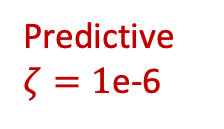 Predictive
ζ = 1e-6